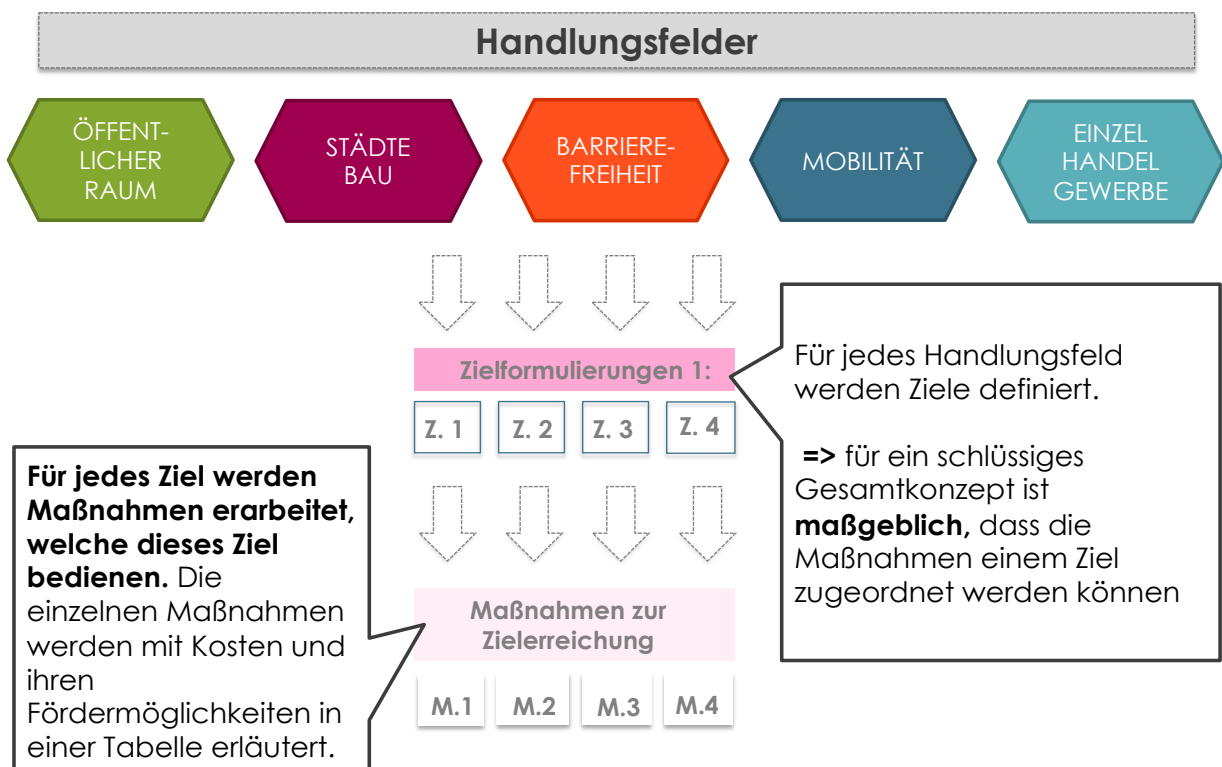 Handlungsfelder
ÖFFENT-
LICHER
RAUM
STÄDTE
BAU
BARRIERE-
FREIHEIT
MOBILITÄT
EINZEL
HANDEL
GEWERBE
Zielformulierungen 1:
Z. 1
Z. 2
Z. 3
Z. 4
Für jedes Handlungsfeld
werden Ziele definiert.
=> für ein schlüssiges
Gesamtkonzept ist
maßgeblich, dass die
Maßnahmen einem Ziel
zugeordnet werden können
Für jedes Ziel werden
Maßnahmen erarbeitet,
welche dieses Ziel
bedienen. Die
einzelnen Maßnahmen
werden mit Kosten und
ihren
Fördermöglichkeiten in
einer Tabelle erläutert.
Maßnahmen zur
Zielerreichung
M.1
M.2
M.3
M.4